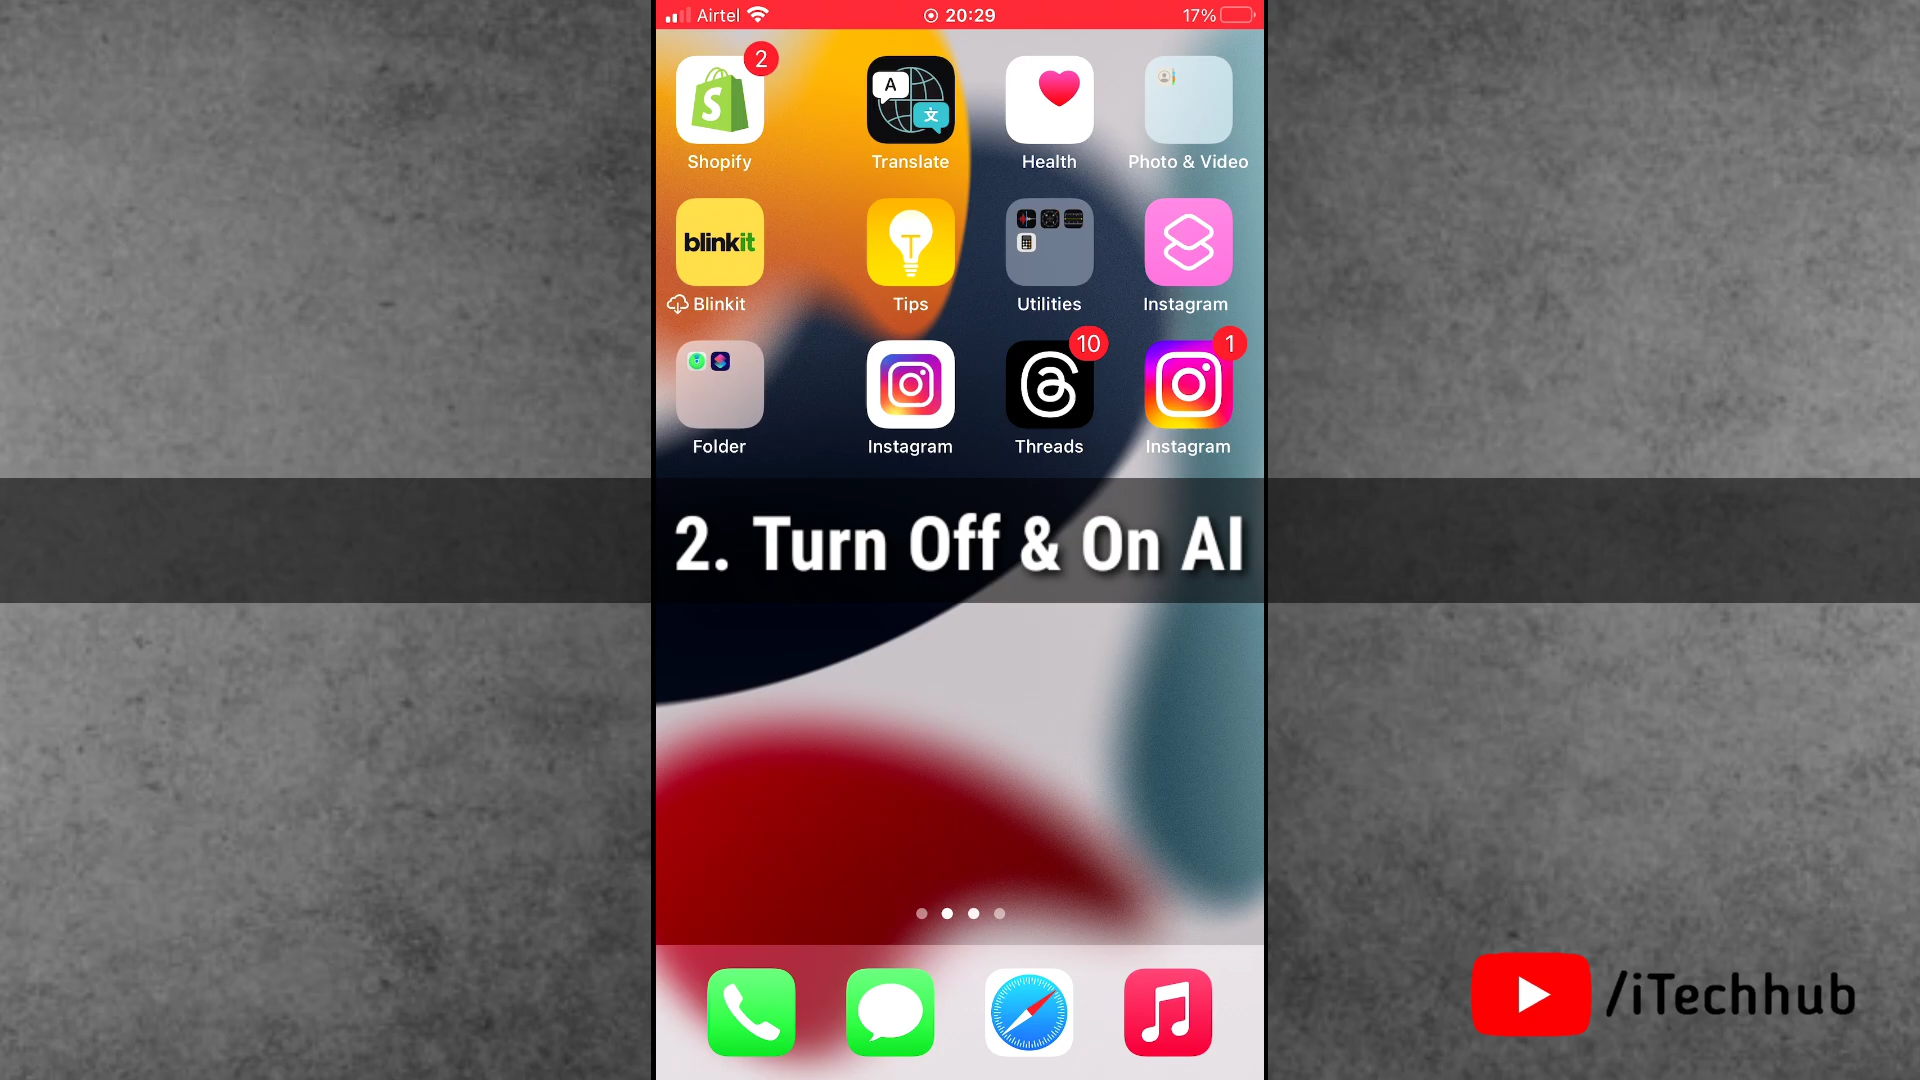 Airtel 20:29 17%
2
Shopify Translate Health Photo & Video
blinkit
Blinkit Tips Utilities Instagram
10 1
Folder Instagram Threads Instagram
2. Turn Off & On AI
/iTechhub